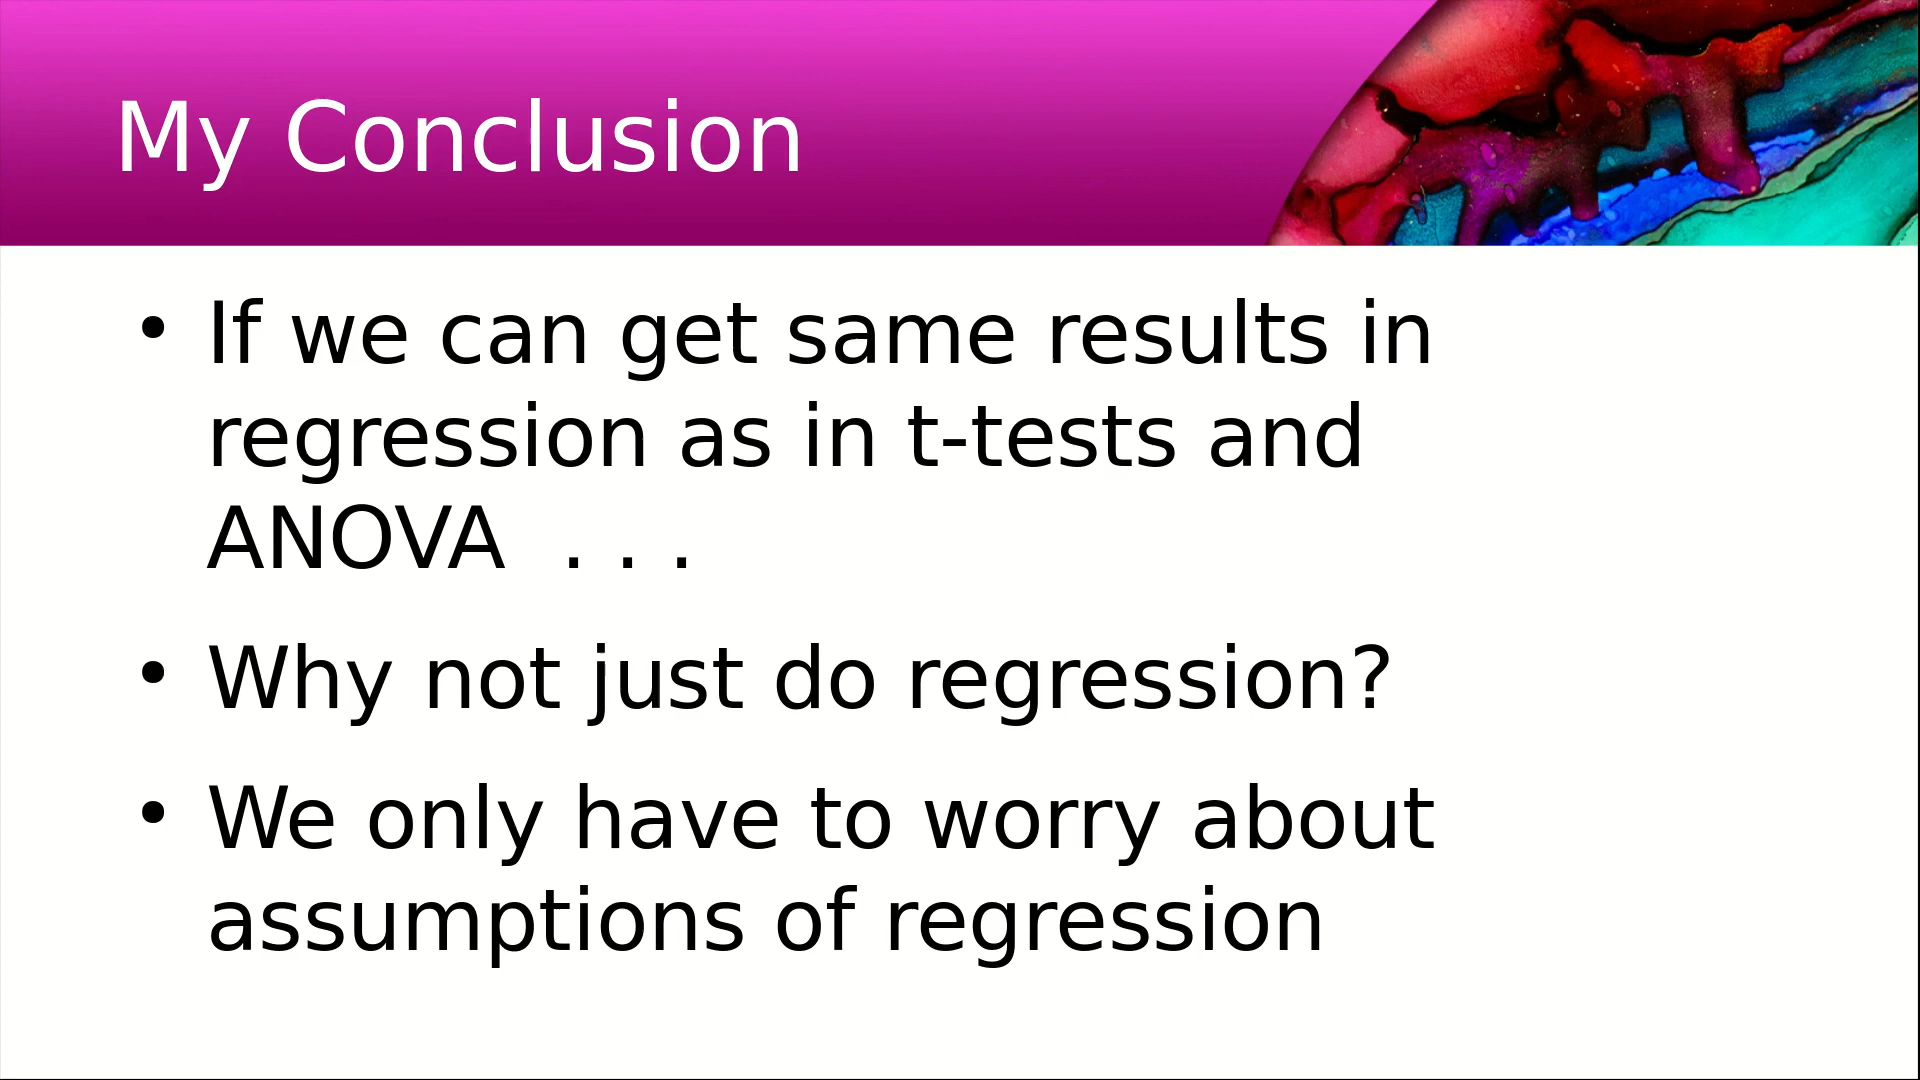 My Conclusion
• If we can get same results in
regression as in t-tests and
ANOVA  . . .
• Why not just do regression?
• We only have to worry about
assumptions of regression